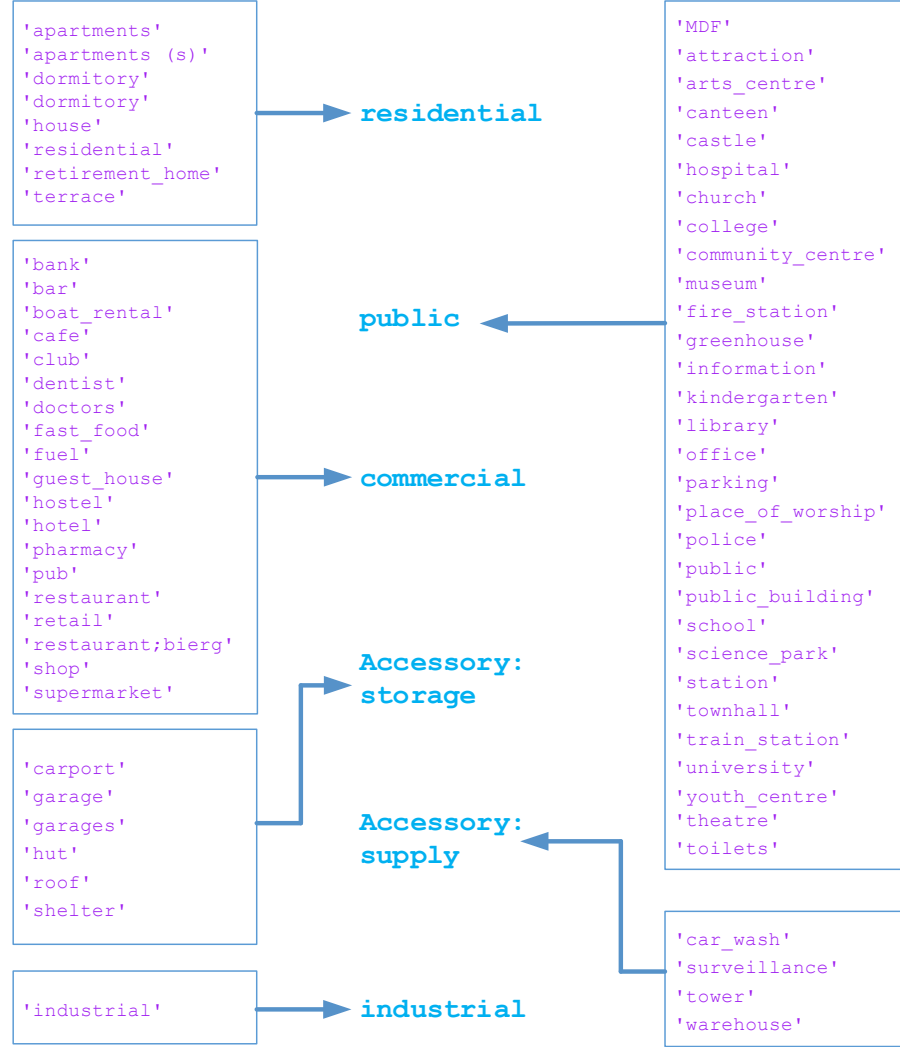 'apartments'
'apartments (s)'
'dormitory'
'dormitory'
'house'
'residential'
'retirement_home'
'terrace'
residential
'bank'
'bar'
'boat_rental'
'cafe'
'club'
'dentist'
'doctors'
'fast_food'
'fuel'
'guest_house'
'hostel'
'hotel'
'pharmacy'
'pub'
'restaurant'
'retail'
'restaurant;bierg'
'shop'
'supermarket'
commercial
'carport'
'garage'
'garages'
'hut'
'roof'
'shelter'
Accessory:
storage
'industrial'
industrial
public
'MDF'
'attraction'
'arts_centre'
'canteen'
'castle'
'hospital'
'church'
'college'
'community_centre'
'museum'
'fire_station'
'greenhouse'
'information'
'kindergarten'
'library'
'office'
'parking'
'place_of_worship'
'police'
'public'
'public_building'
'school'
'science_park'
'station'
'townhall'
'train_station'
'university'
'youth_centre'
'theatre'
'toilets'
Accessory:
supply
'car_wash'
'surveillance'
'tower'
'warehouse'